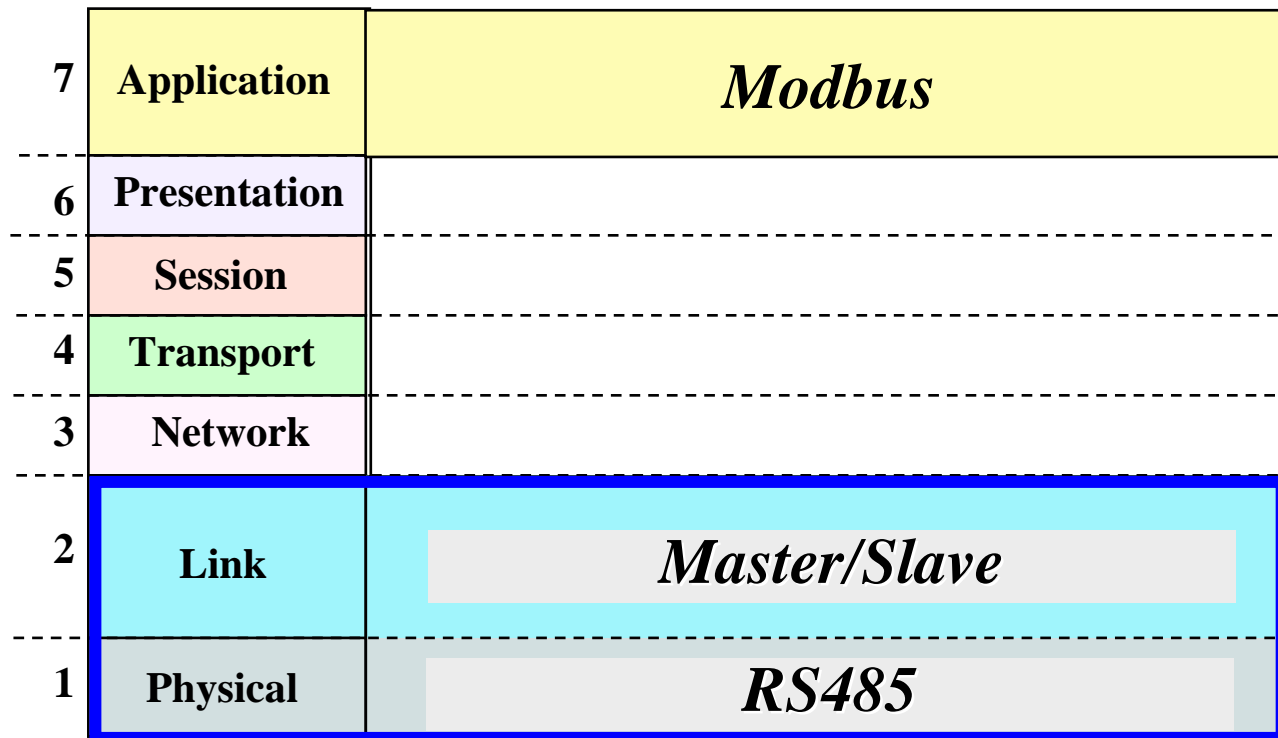 7 Application Modbus
6 Presentation
5 Session
4 Transport
3 Network
2 Link Master/Slave
1 Physical RS485